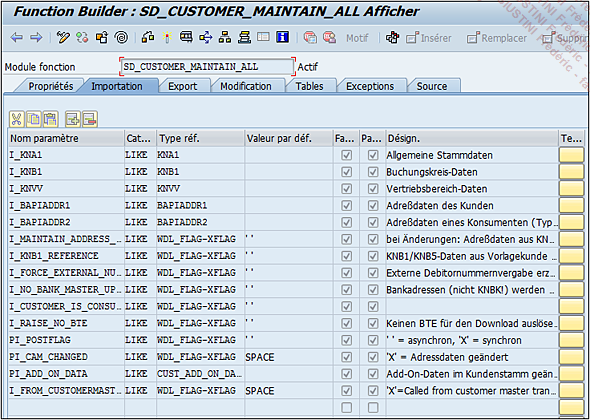 Function Builder : SD_CUSTOMER_MAINTAIN_ALL Afficher
Motif Insérer Remplacer
Module fonction SD_CUSTOMER_MAINTAIN_ALL Actif
Propriétés Importation Export Modification Tables Exceptions Source
Nom paramètre Cat... Type réf. Valeur par déf. Fa... Pa... Désign. Te...
I_KNA1 LIKE KNA1 Allgemeine Stammdaten
I_KNB1 LIKE KNB1 Buchungskreis-Daten
I_KNVV LIKE KNVV Vertriebsbereich-Daten
I_BAPIADDR1 LIKE BAPIADDR1 Adreßdaten des Kunden
I_BAPIADDR2 LIKE BAPIADDR2 Adreßdaten eines Konsumenten (Typ...
I_MAINTAIN_ADDRESS_... LIKE WDL_FLAG-XFLAG ' ' bei Änderungen: Adreßdaten aus KN...
I_KNB1_REFERENCE LIKE WDL_FLAG-XFLAG ' ' KNB1/KNB5-Daten aus Vorlagekunde ...
I_FORCE_EXTERNAL_NU... LIKE WDL_FLAG-XFLAG ' ' Externe Debitornummernvergabe erz...
I_NO_BANK_MASTER_UP... LIKE WDL_FLAG-XFLAG ' ' Bankadressen (nicht KNBK!) werden ...
I_CUSTOMER_IS_CONSU... LIKE WDL_FLAG-XFLAG ' '
I_RAISE_NO_BTE LIKE WDL_FLAG-XFLAG ' ' Keinen BTE für den Download auslöse...
PI_POSTFLAG LIKE WDL_FLAG-XFLAG ' ' ' ' = asynchron, 'X' = synchron
PI_CAM_CHANGED LIKE WDL_FLAG-XFLAG SPACE 'X' = Adressdaten geändert
PI_ADD_ON_DATA LIKE CUST_ADD_ON_DA... Add-On-Daten im Kundenstamm geän...
I_FROM_CUSTOMERMAST... LIKE WDL_FLAG-XFLAG SPACE 'X'=Called from customer master tran...